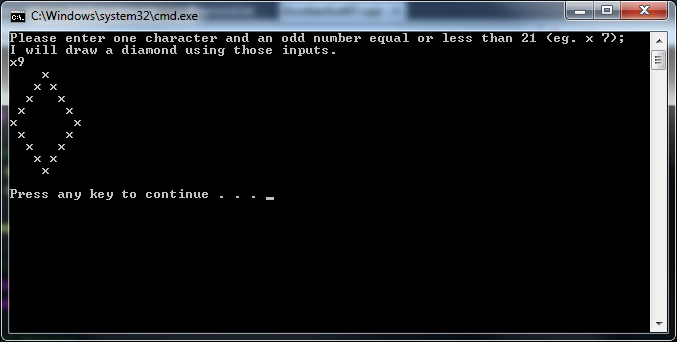 C:\Windows\system32\cmd.exe
Please enter one character and an odd number equal or less than 21 (eg. x 7);
I will draw a diamond using those inputs.
x9
    x
   x x
  x   x
 x     x
x       x
 x     x
  x   x
   x x
    x
Press any key to continue . . . _